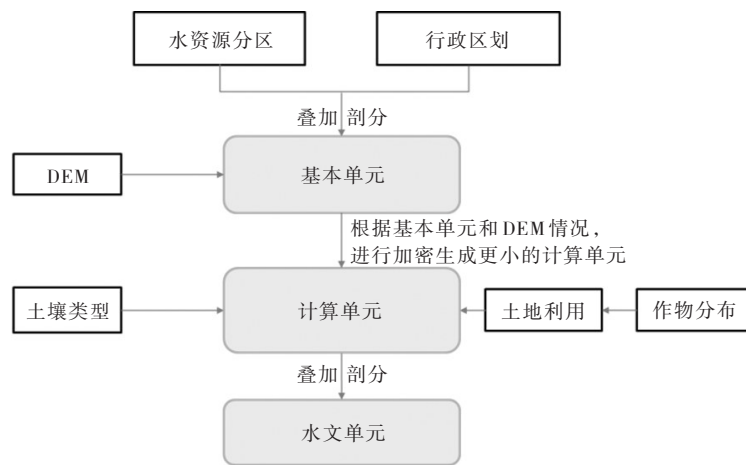 水资源分区
行政区划
叠加 剖分
DEM
基本单元
根据基本单元和DEM情况，
进行加密生成更小的计算单元
土壤类型
计算单元
土地利用
作物分布
叠加 剖分
水文单元